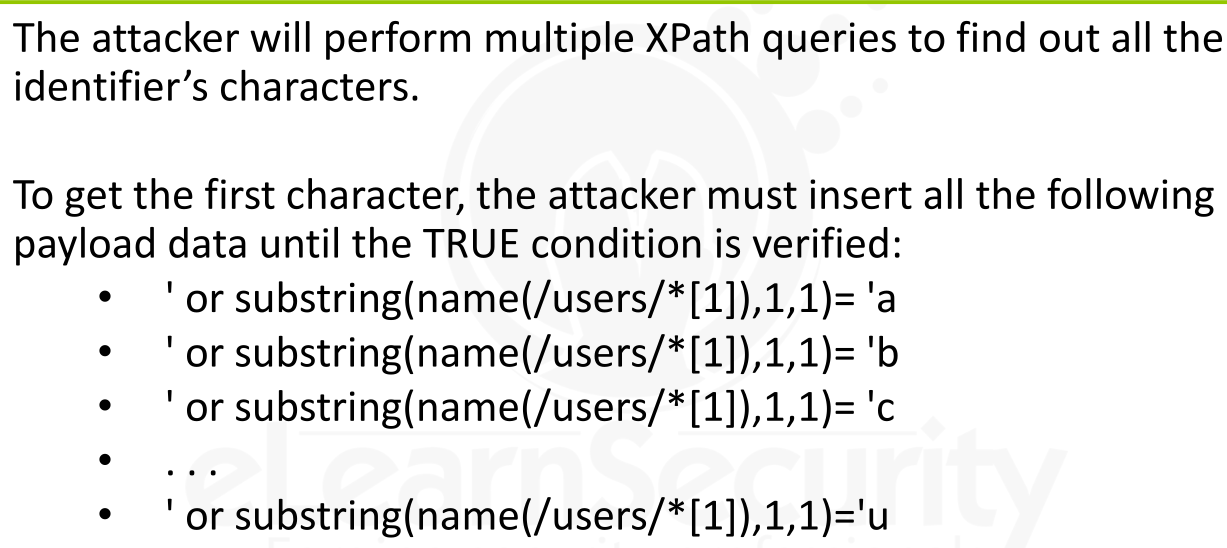 The attacker will perform multiple XPath queries to find out all the
identifier’s characters.
To get the first character, the attacker must insert all the following
payload data until the TRUE condition is verified:
• ' or substring(name(/users/*[1]),1,1)= 'a
• ' or substring(name(/users/*[1]),1,1)= 'b
• ' or substring(name(/users/*[1]),1,1)= 'c
• . . .
• ' or substring(name(/users/*[1]),1,1)='u
eLearnSecurity